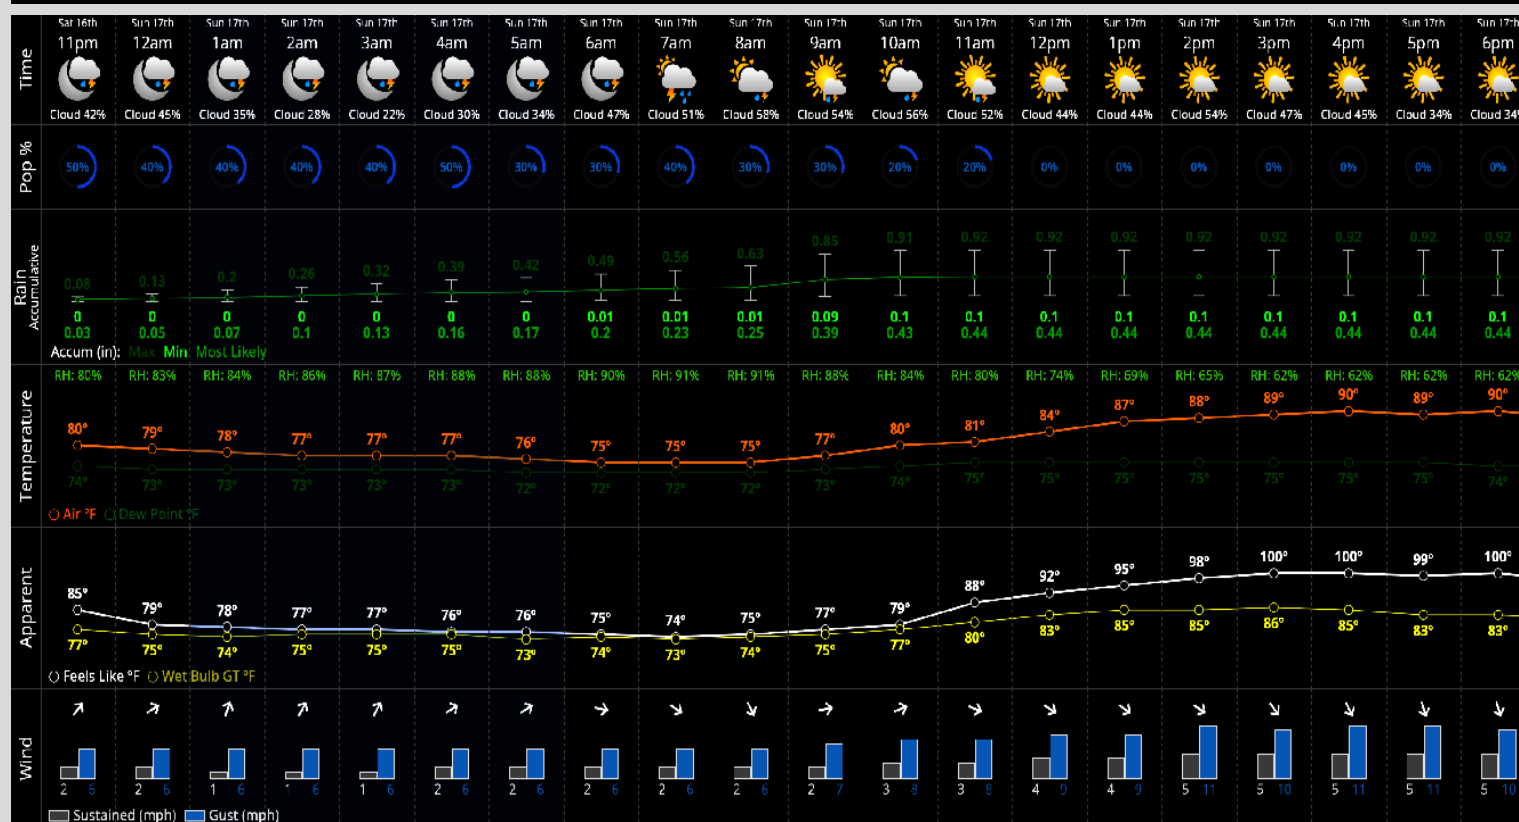 Sat 16th Sun 17th Sun 17th Sun 17th Sun 17th Sun 17th Sun 17th Sun 17th Sun 17th Sun 17th Sun 17th Sun 17th Sun 17th Sun 17th Sun 17th Sun 17th Sun 17th Sun 17th Sun 17th Sun 17th
Time
11pm 12am 1am 2am 3am 4am 5am 6am 7am 8am 9am 10am 11am 12pm 1pm 2pm 3pm 4pm 5pm 6pm
Cloud 42% Cloud 45% Cloud 35% Cloud 28% Cloud 22% Cloud 30% Cloud 34% Cloud 47% Cloud 51% Cloud 58% Cloud 54% Cloud 56% Cloud 52% Cloud 44% Cloud 44% Cloud 54% Cloud 47% Cloud 45% Cloud 34% Cloud 34%
Pop %
50% 40% 40% 40% 40% 50% 30% 30% 40% 30% 30% 20% 20% 0% 0% 0% 0% 0% 0% 0%
Rain
Accumulative
0.08 0.13 0.2 0.26 0.32 0.39 0.42 0.49 0.56 0.63 0.85 0.91 0.92 0.92 0.92 0.92 0.92 0.92 0.92 0.92
0 0 0 0 0 0 0 0.01 0.01 0.01 0.09 0.1 0.1 0.1 0.1 0.1 0.1 0.1 0.1 0.1
0.03 0.05 0.07 0.1 0.13 0.16 0.17 0.2 0.23 0.25 0.39 0.43 0.44 0.44 0.44 0.44 0.44 0.44 0.44 0.44
Accum (in): Max Min Most Likely
Temperature
RH: 80% RH: 83% RH: 84% RH: 86% RH: 87% RH: 88% RH: 88% RH: 90% RH: 91% RH: 91% RH: 88% RH: 84% RH: 80% RH: 74% RH: 69% RH: 65% RH: 62% RH: 62% RH: 62% RH: 62%
80° 79° 78° 77° 77° 77° 76° 75° 75° 75° 77° 80° 81° 84° 87° 88° 89° 90° 89° 90°
74° 73° 73° 73° 73° 73° 72° 72° 72° 72° 73° 74° 75° 75° 75° 75° 75° 75° 75° 74°
Air °F Dew Point °F
Apparent
85° 79° 78° 77° 77° 76° 76° 75° 74° 75° 77° 79° 88° 92° 95° 98° 100° 100° 99° 100°
77° 75° 74° 75° 75° 75° 73° 74° 73° 74° 75° 77° 80° 83° 85° 85° 86° 85° 83° 83°
Feels Like °F Wet Bulb GT °F
Wind
2 6 2 6 1 6 1 6 1 6 2 6 2 6 2 6 2 6 2 6 2 7 3 8 3 8 4 9 4 9 5 11 5 10 5 11 5 11 5 10
Sustained (mph) Gust (mph)